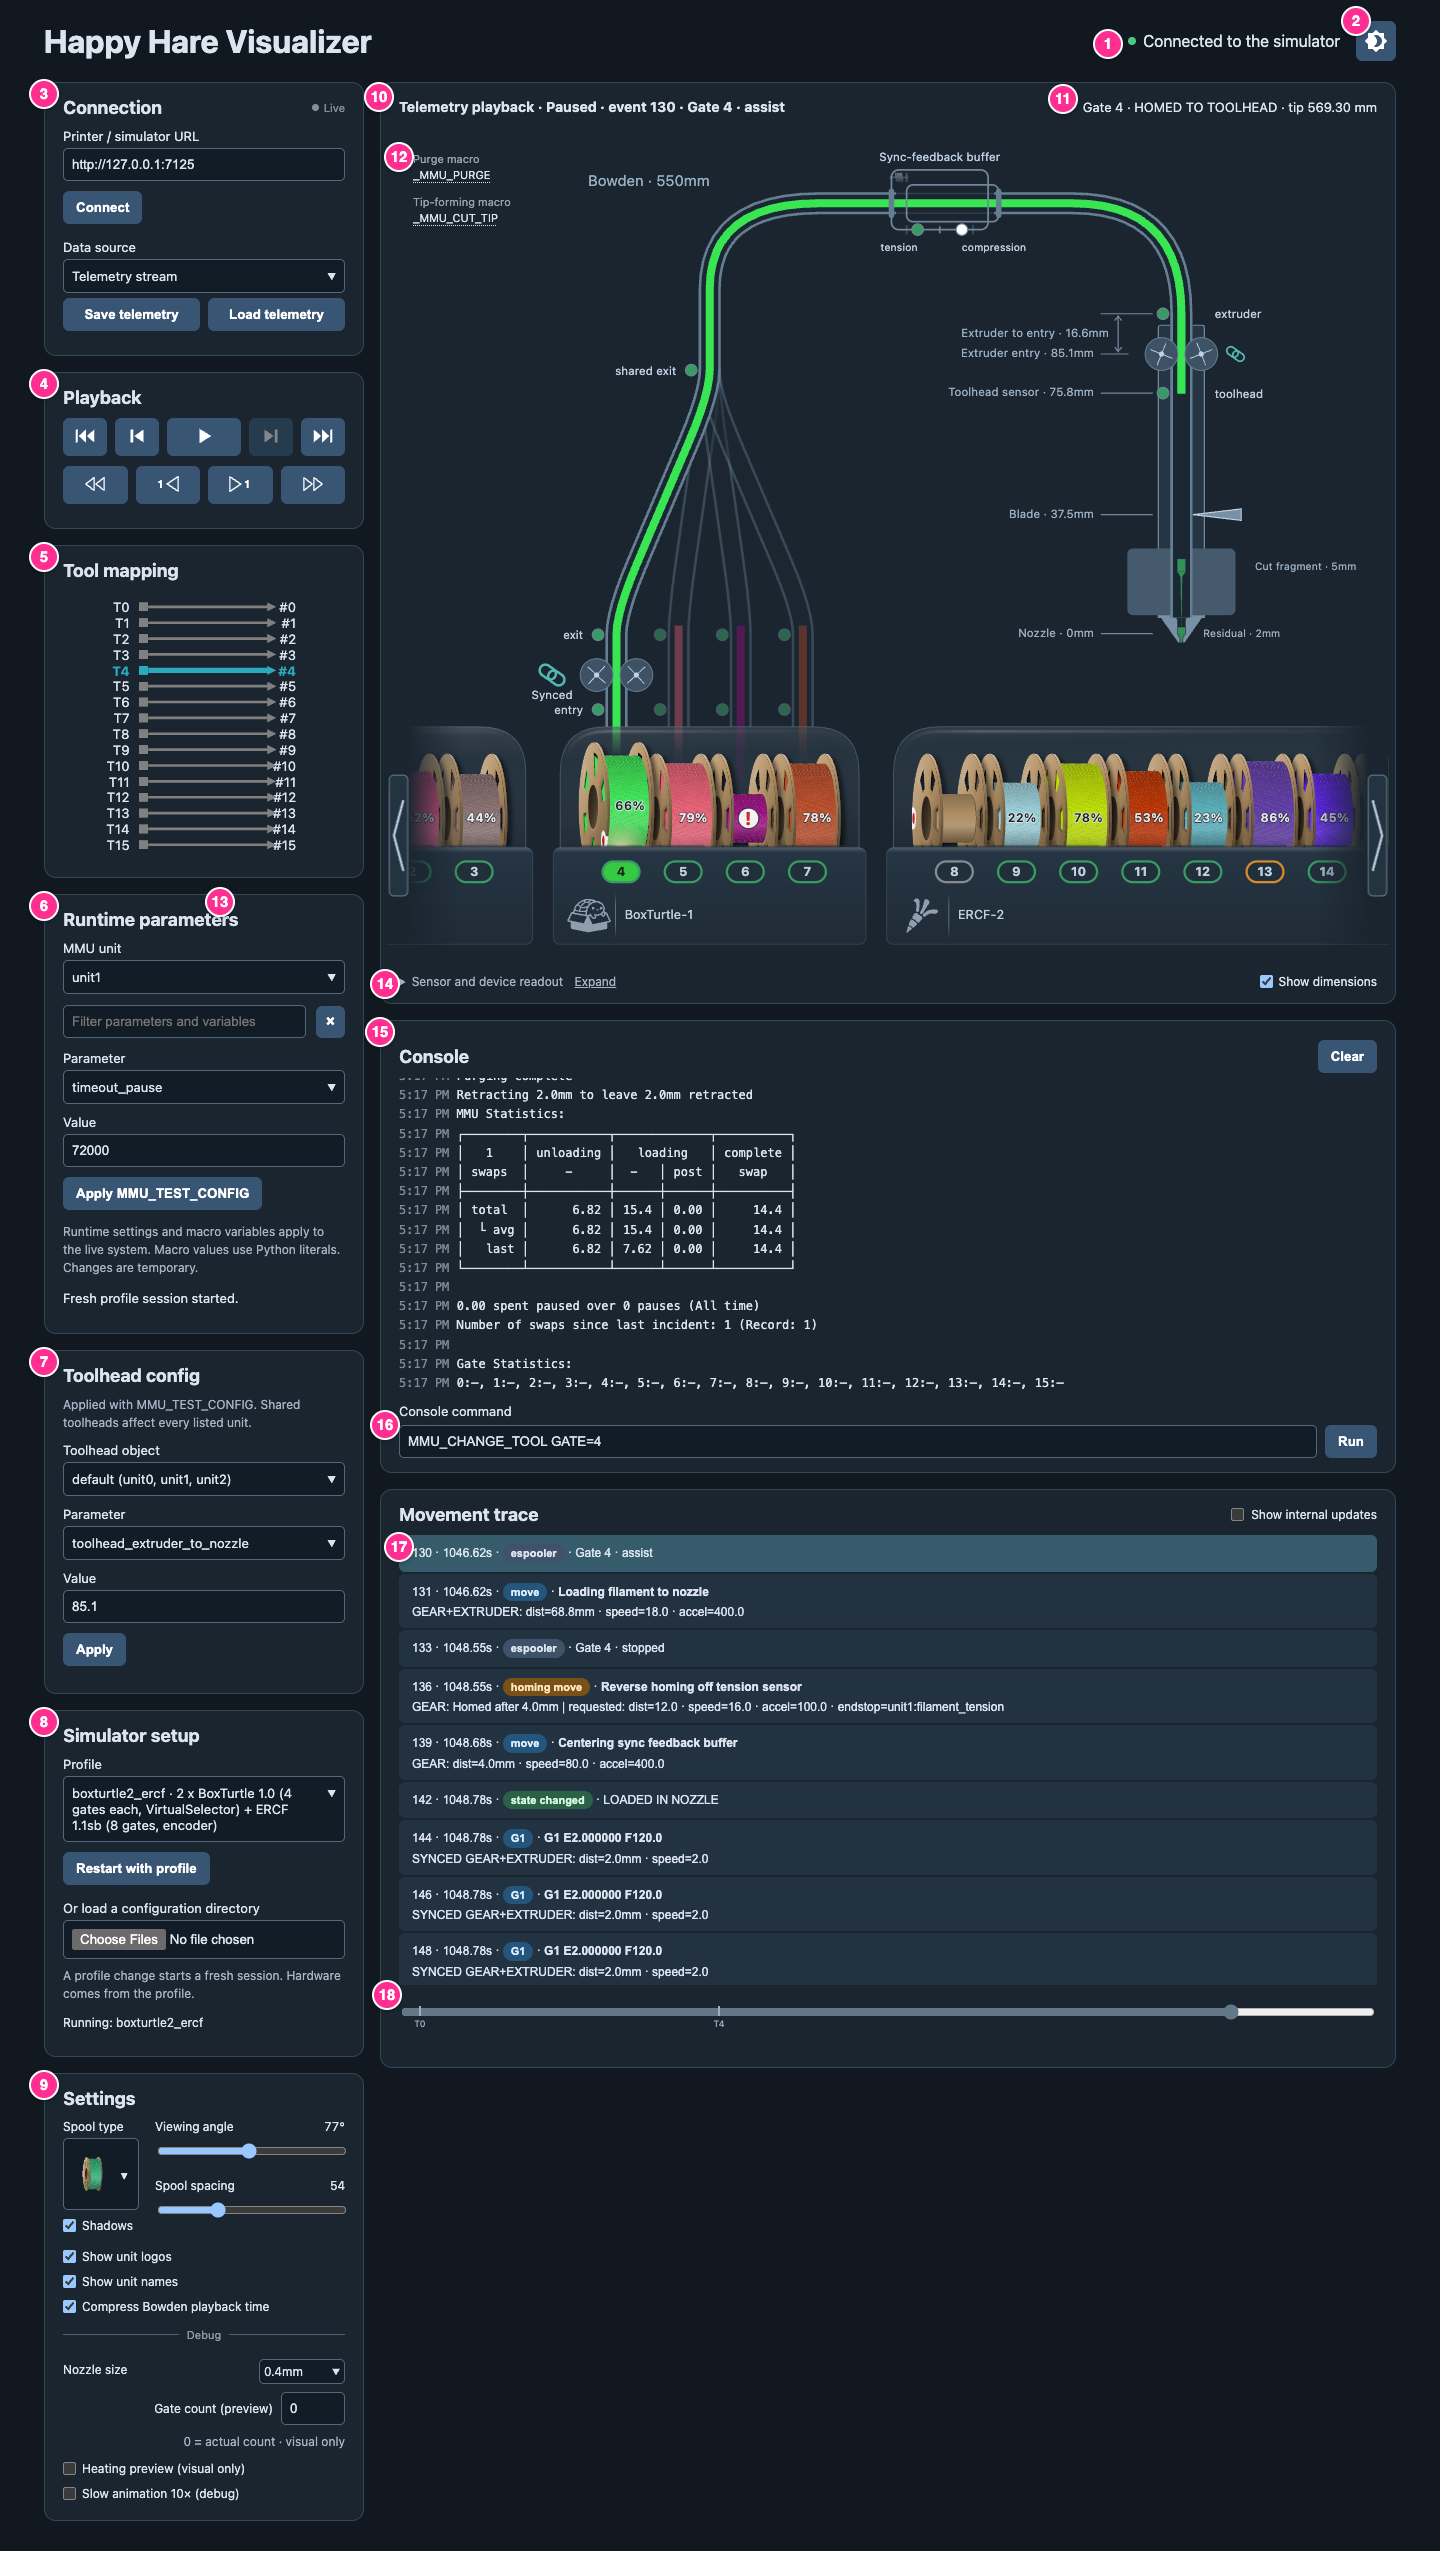 Happy Hare Visualizer
1
Connected to the simulator
2
3
Connection
Live
Printer / simulator URL
http://127.0.0.1:7125
Connect
Data source
Telemetry stream
Save telemetry
Load telemetry
4
Playback
1
1
5
Tool mapping
T0 #0
T1 #1
T2 #2
T3 #3
T4 #4
T5 #5
T6 #6
T7 #7
T8 #8
T9 #9
T10 #10
T11 #11
T12 #12
T13 #13
T14 #14
T15 #15
6
13
Runtime parameters
MMU unit
unit1
Filter parameters and variables
Parameter
timeout_pause
Value
72000
Apply MMU_TEST_CONFIG
Runtime settings and macro variables apply to
the live system. Macro values use Python literals.
Changes are temporary.
Fresh profile session started.
7
Toolhead config
Applied with MMU_TEST_CONFIG. Shared
toolheads affect every listed unit.
Toolhead object
default (unit0, unit1, unit2)
Parameter
toolhead_extruder_to_nozzle
Value
85.1
Apply
8
Simulator setup
Profile
boxturtle2_ercf · 2 x BoxTurtle 1.0 (4
gates each, VirtualSelector) + ERCF
1.1sb (8 gates, encoder)
Restart with profile
Or load a configuration directory
Choose Files No file chosen
A profile change starts a fresh session. Hardware
comes from the profile.
Running: boxturtle2_ercf
9
Settings
Spool type
Viewing angle 77°
Spool spacing 54
Shadows
Show unit logos
Show unit names
Compress Bowden playback time
Debug
Nozzle size 0.4mm
Gate count (preview) 0
0 = actual count · visual only
Heating preview (visual only)
Slow animation 10× (debug)
10
Telemetry playback · Paused · event 130 · Gate 4 · assist
11
Gate 4 · HOMED TO TOOLHEAD · tip 569.30 mm
12
Purge macro
_MMU_PURGE
Tip-forming macro
_MMU_CUT_TIP
Bowden · 550mm
Sync-feedback buffer
tension
compression
extruder
Extruder to entry · 16.6mm
Extruder entry · 85.1mm
Toolhead sensor · 75.8mm
toolhead
shared exit
Blade · 37.5mm
Cut fragment · 5mm
Nozzle · 0mm
Residual · 2mm
exit
Synced
entry
2% 44% 66% 79% ! 78% 22% 78% 53% 23% 86% 45%
2 3 4 5 6 7 8 9 10 11 12 13 14
BoxTurtle-1
ERCF-2
14
Sensor and device readout Expand
Show dimensions
15
Console
Clear
5:17 PM Purging complete
5:17 PM Retracting 2.0mm to leave 2.0mm retracted
5:17 PM MMU Statistics:
5:17 PM
5:17 PM 1 unloading loading complete
5:17 PM swaps – – post swap
5:17 PM
5:17 PM total 6.82 15.4 0.00 14.4
5:17 PM └ avg 6.82 15.4 0.00 14.4
5:17 PM last 6.82 7.62 0.00 14.4
5:17 PM
5:17 PM
5:17 PM 0.00 spent paused over 0 pauses (All time)
5:17 PM Number of swaps since last incident: 1 (Record: 1)
5:17 PM
5:17 PM Gate Statistics:
5:17 PM 0:—, 1:—, 2:—, 3:—, 4:—, 5:—, 6:—, 7:—, 8:—, 9:—, 10:—, 11:—, 12:—, 13:—, 14:—, 15:—
Console command
16
MMU_CHANGE_TOOL GATE=4
Run
Movement trace
Show internal updates
17
130 · 1046.62s · espooler · Gate 4 · assist
131 · 1046.62s · move · Loading filament to nozzle
GEAR+EXTRUDER: dist=68.8mm · speed=18.0 · accel=400.0
133 · 1048.55s · espooler · Gate 4 · stopped
136 · 1048.55s · homing move · Reverse homing off tension sensor
GEAR: Homed after 4.0mm | requested: dist=12.0 · speed=16.0 · accel=100.0 · endstop=unit1:filament_tension
139 · 1048.68s · move · Centering sync feedback buffer
GEAR: dist=4.0mm · speed=80.0 · accel=400.0
142 · 1048.78s · state changed · LOADED IN NOZZLE
144 · 1048.78s · G1 · G1 E2.000000 F120.0
SYNCED GEAR+EXTRUDER: dist=2.0mm · speed=2.0
146 · 1048.78s · G1 · G1 E2.000000 F120.0
SYNCED GEAR+EXTRUDER: dist=2.0mm · speed=2.0
148 · 1048.78s · G1 · G1 E2.000000 F120.0
SYNCED GEAR+EXTRUDER: dist=2.0mm · speed=2.0
18
T0
T4